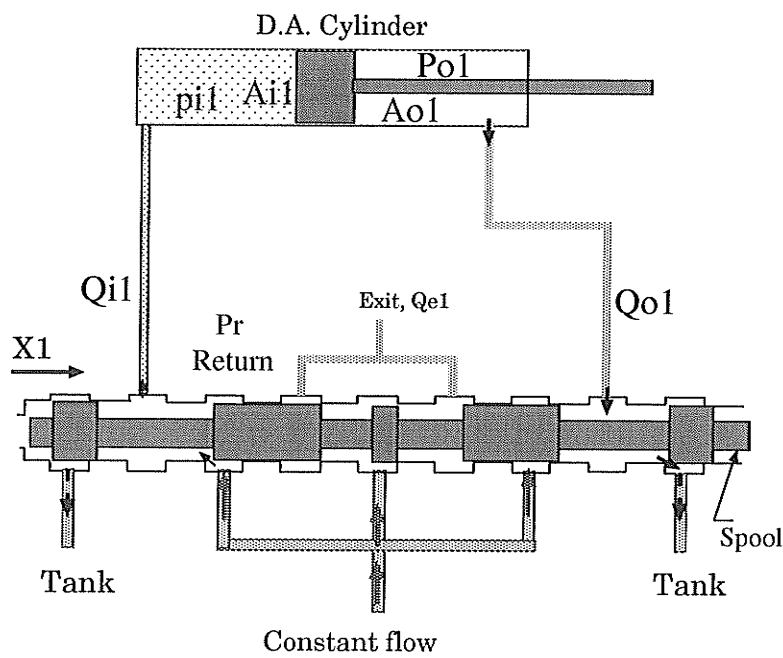 D.A. Cylinder
Po1
pi1
Ai1
Ao1
Qi1
Exit, Qe1
Qo1
Pr
Return
X1
Spool
Tank
Tank
Constant flow